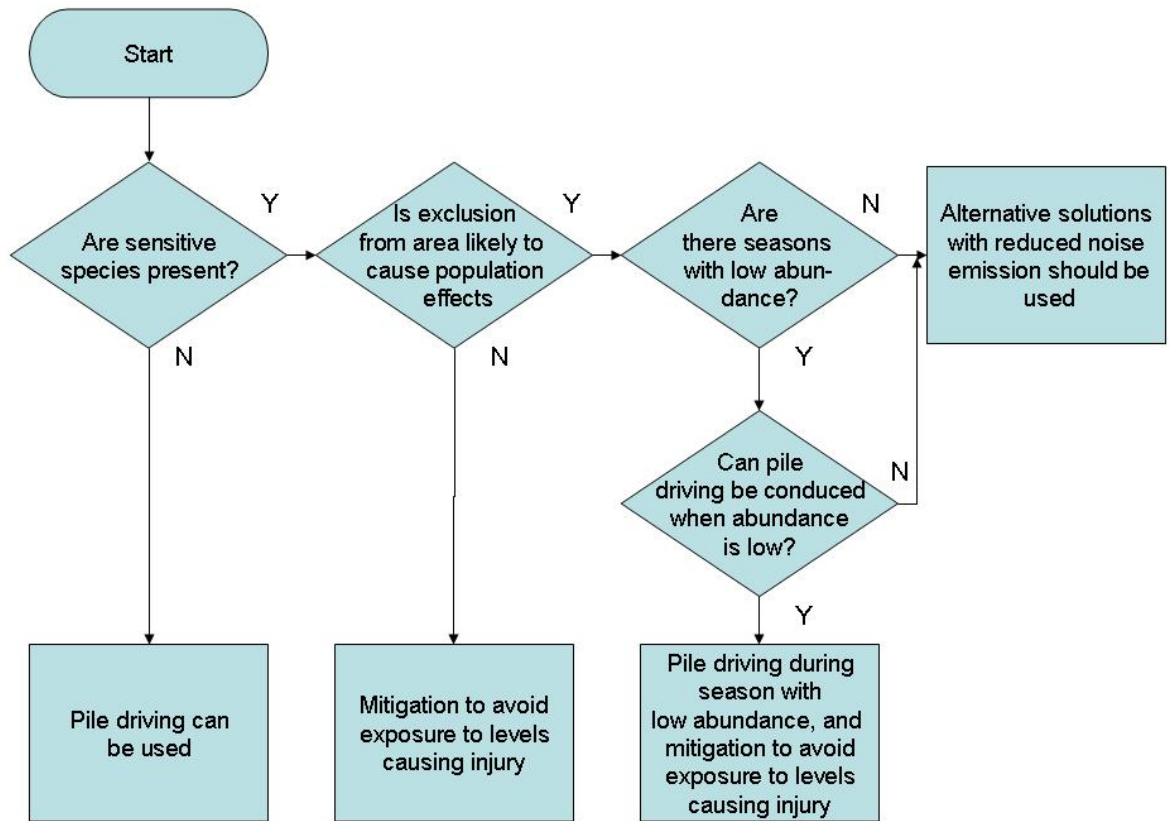 Start
Are sensitive
species present?
Y
N
Is exclusion
from area likely to
cause population
effects
Y
N
Are
there seasons
with low abun-
dance?
N
Y
Alternative solutions
with reduced noise
emission should be
used
Can pile
driving be conduced
when abundance
is low?
N
Y
Pile driving can
be used
Mitigation to avoid
exposure to levels
causing injury
Pile driving during
season with
low abundance, and
mitigation to avoid
exposure to levels
causing injury